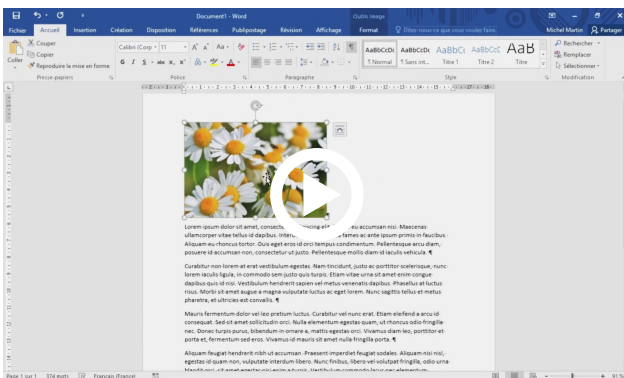 Document1 - Word
Outils Image
Fichier Accueil Insertion Création Disposition Références Publipostage Révision Affichage Format Dites-nous ce que vous voulez faire. Michel Martin Partager
Couper
Copier
Reproduire la mise en forme
Coller
Calibri (Corp 11
G I S abc x, x²
AaBbCcDc AaBbCcDc AaBbCc AaBbCcC AaB
¶ Normal ¶ Sans int... Titre 1 Titre 2 Titre
Rechercher
Remplacer
Sélectionner
Presse-papiers Police Paragraphe Style Modification
Lorem ipsum dolor sit amet, consecte eu accumsan nisi. Maecenas
ullamcorper vitae tellus id dapibus. fames ac ante ipsum primis in faucibus.
Aliquam eu rhoncus tortor. Duis eget eros id orci tempus condimentum. Pellentesque arcu diam,
posuere id accumsan non, consectetur ut justo. Pellentesque mollis diam id iaculis vehicula. ¶
Curabitur non lorem at erat vestibulum egestas. Nam tincidunt, justo ac porttitor scelerisque, nunc
lorem iaculis ligula, in commodo sem justo quis turpis. Etiam vitae urna sit amet enim congue
dapibus quis id nisi. Vestibulum hendrerit sapien vel metus venenatis dapibus. Phasellus at luctus
risus. Morbi sit amet augue a magna vulputate luctus ac eget lorem. Nunc sagittis tellus et metus
pharetra, et ultricies est convallis. ¶
Mauris fermentum dolor vel leo pretium luctus. Curabitur vel nunc erat. Etiam eleifend a arcu id
consequat. Sed sit amet sollicitudin orci. Nulla elementum egestas quam, ut rhoncus odio fringilla
nec. Donec turpis purus, bibendum in ornare a, mattis egestas orci. Vivamus diam leo, porttitor et
porta et, fermentum sed eros. Vivamus id mauris sit amet nulla fringilla porta. ¶
Aliquam feugiat hendrerit nibh ut accumsan. Praesent imperdiet feugiat sodales. Aliquam nisi nisl,
egestas id quam non, vulputate interdum libero. Nunc finibus, libero vel volutpat fringilla, odio urna
Page 1 sur 1 374 mots Français (France) 91 %